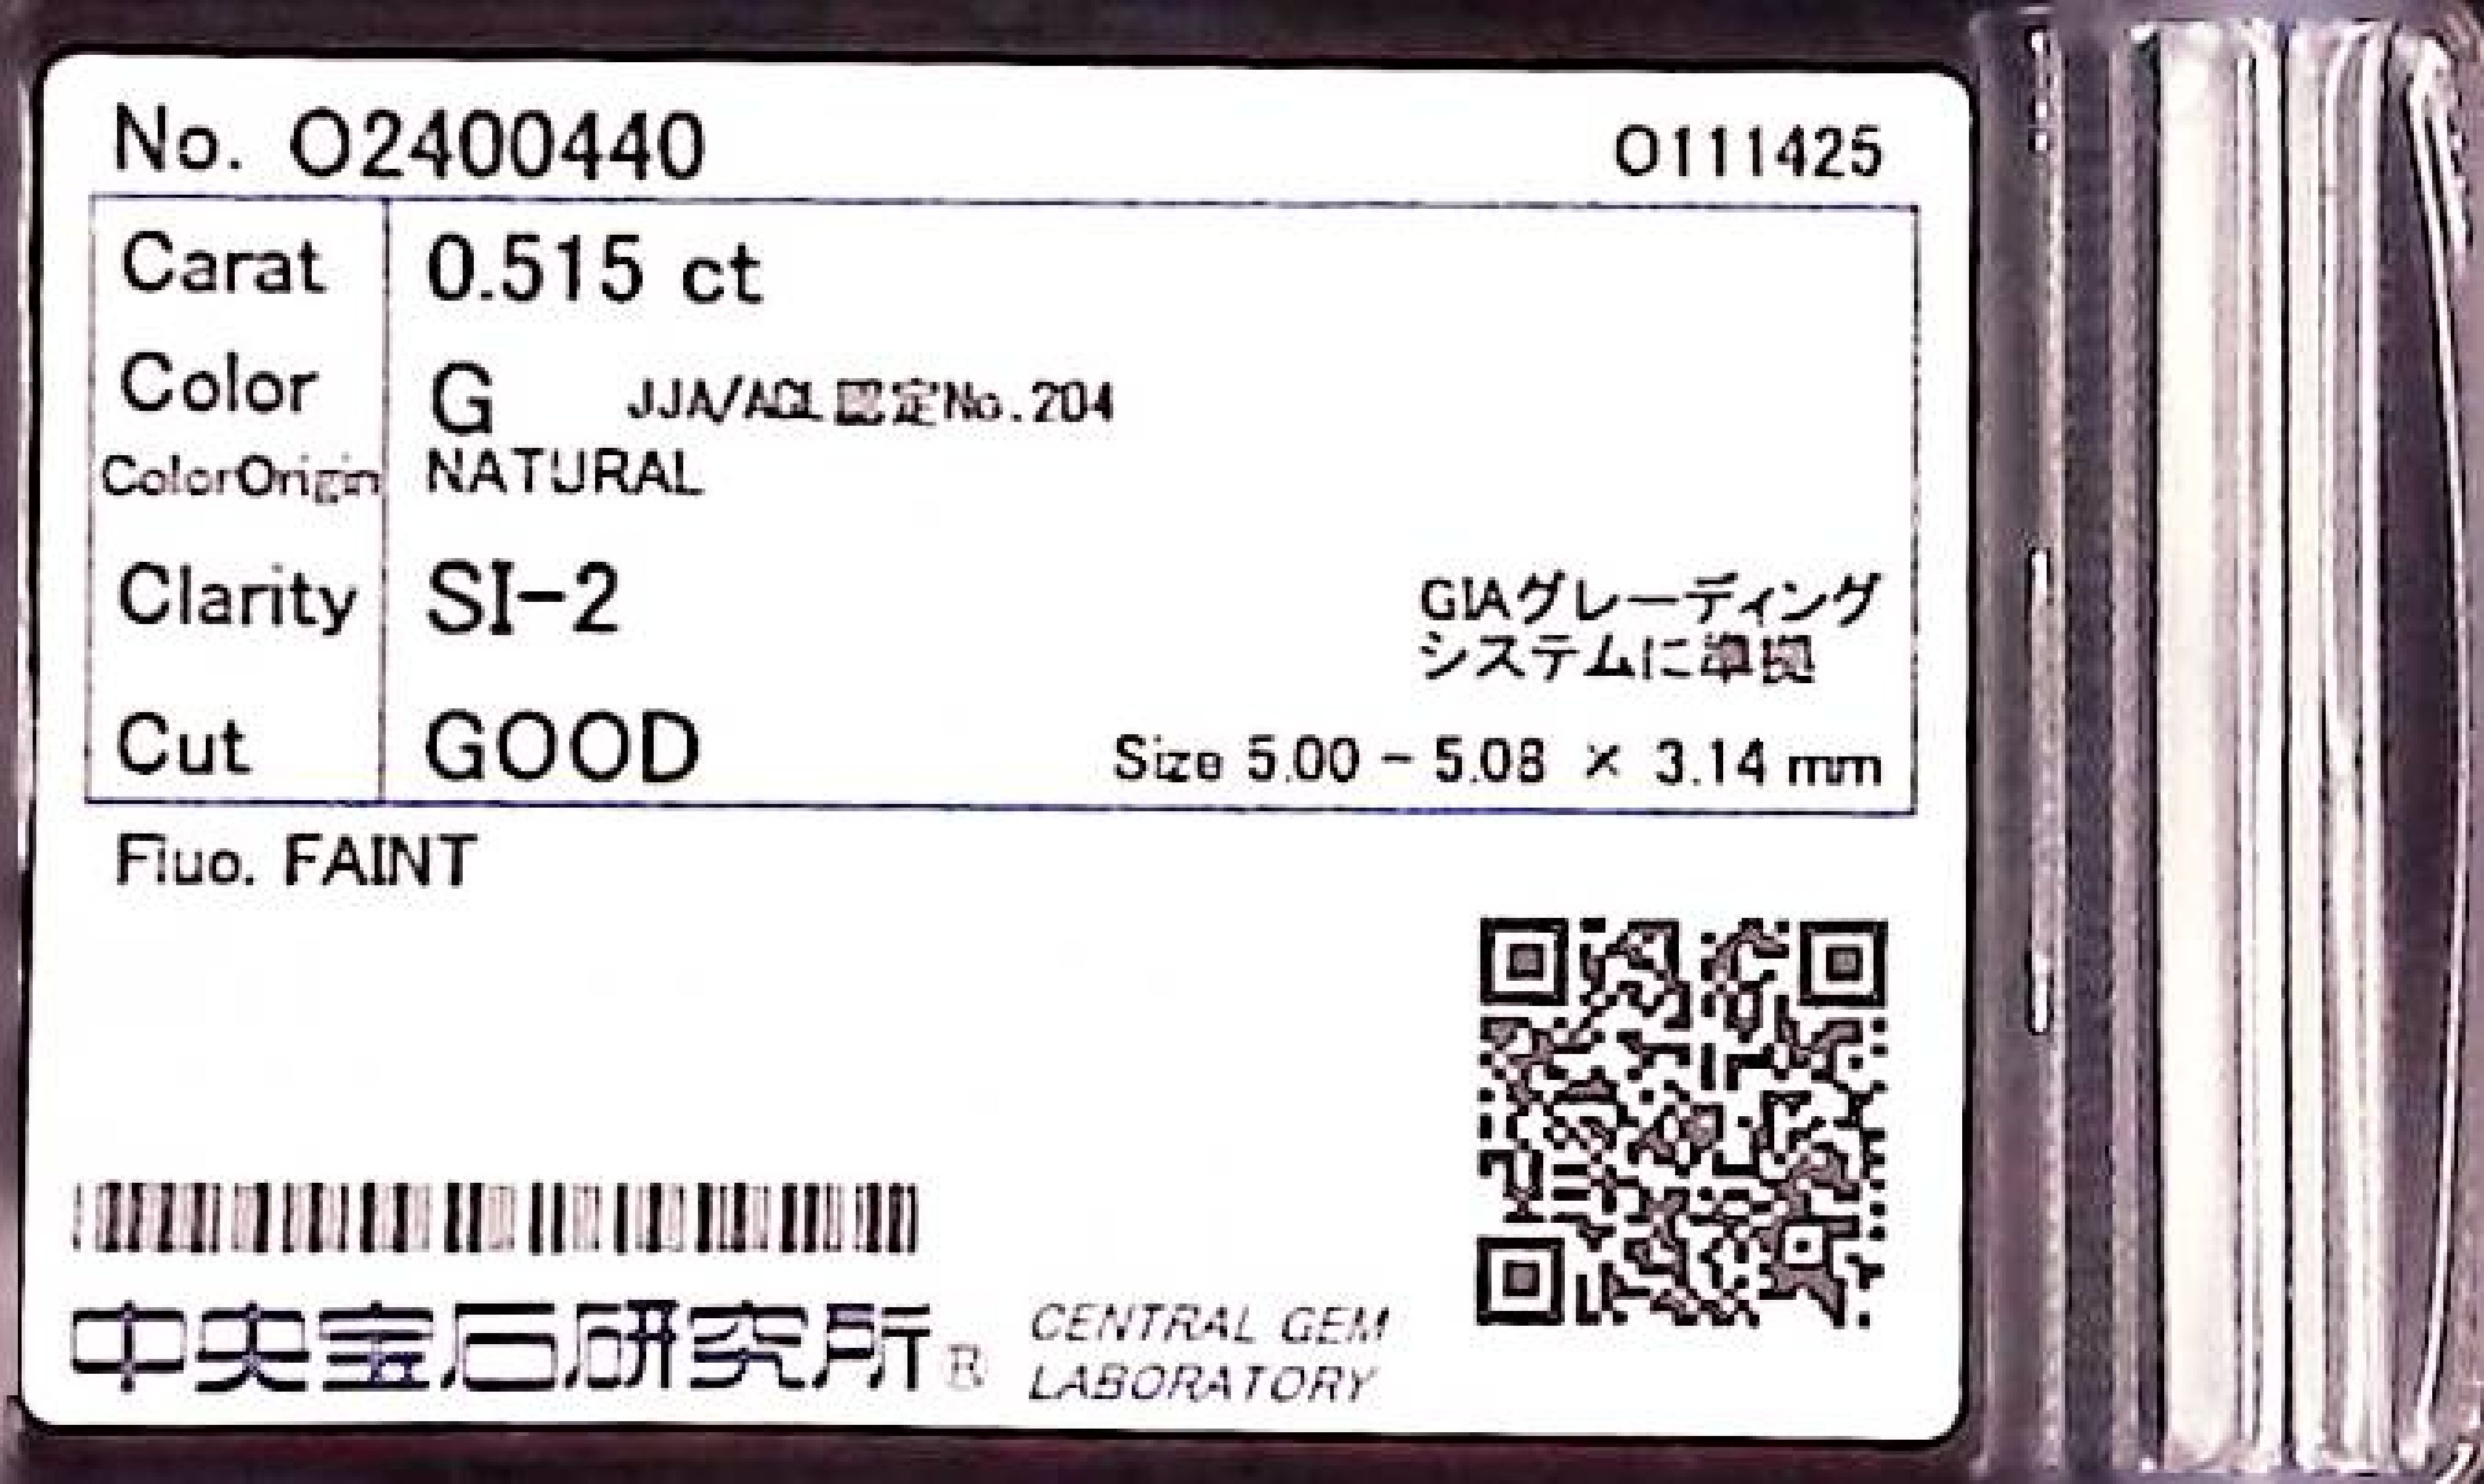 No. O2400440
O111425
Carat 0.515 ct
Color G JJA/AGL認定No.204
ColorOrigin NATURAL
Clarity SI-2
GIAグレーディング
システムに準拠
Cut GOOD
Size 5.00 - 5.08 × 3.14 mm
Fluo. FAINT
中央宝石研究所®
CENTRAL GEM
LABORATORY